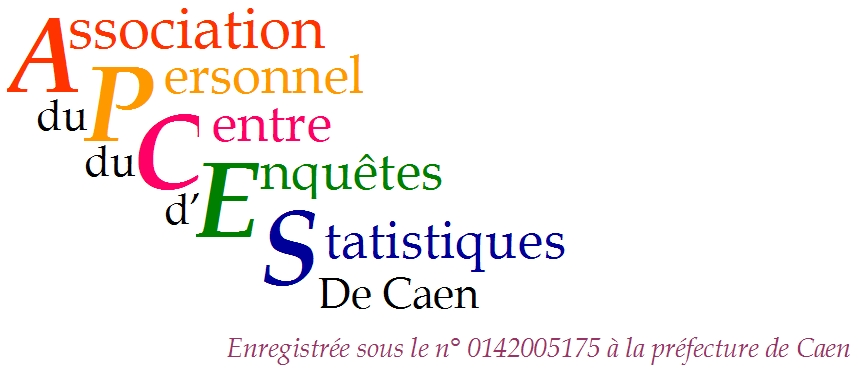 Association
du Personnel
du Centre
d'Enquêtes
Statistiques
De Caen
Enregistrée sous le n° 0142005175 à la préfecture de Caen